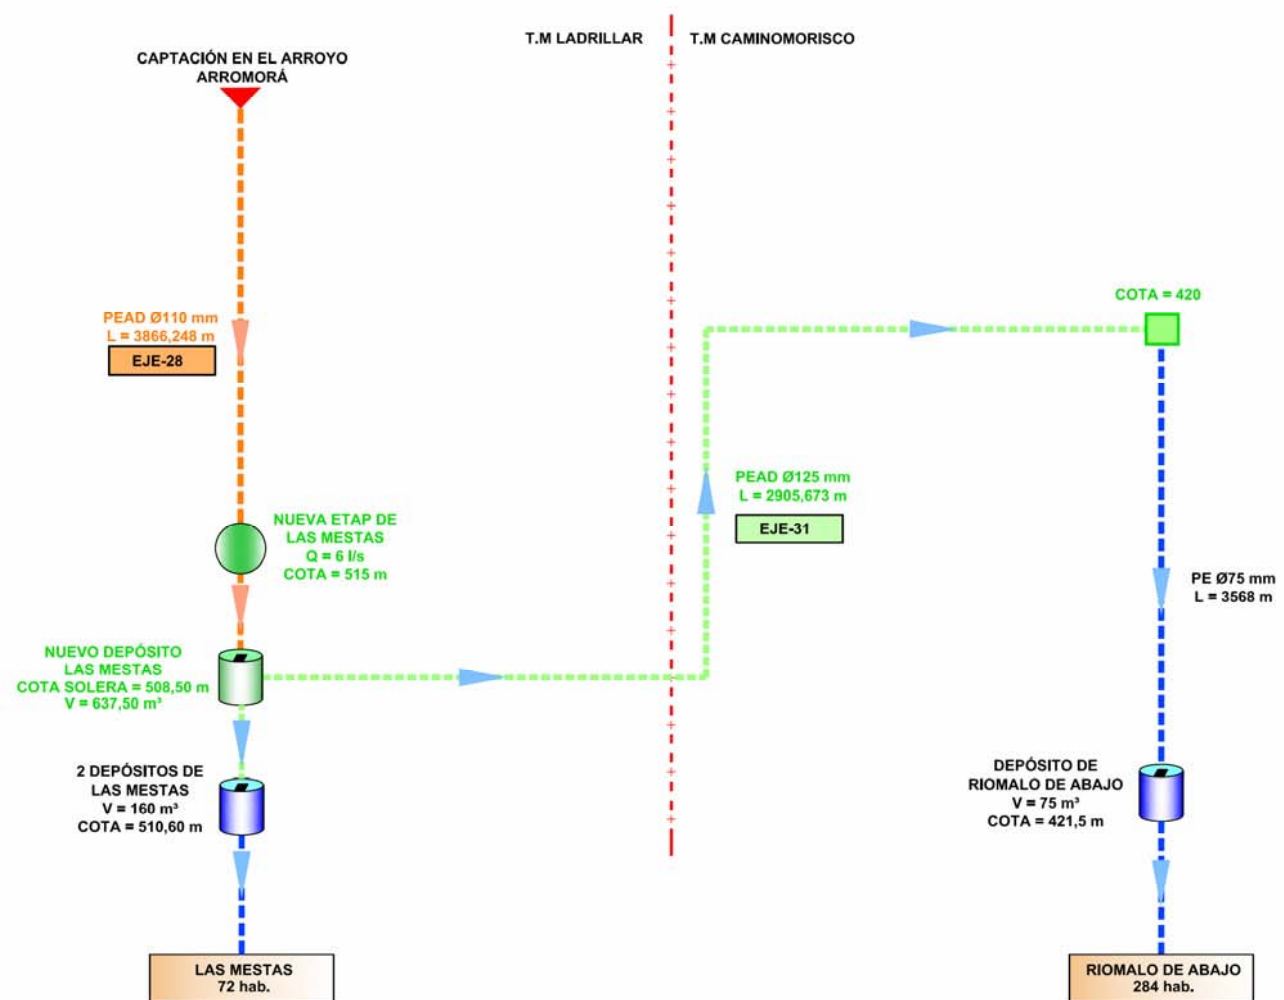 T.M LADRILLAR
T.M CAMINOMORISCO
CAPTACIÓN EN EL ARROYO
ARROMORÁ
COTA = 420
PEAD Ø110 mm
L = 3866,248 m
EJE-28
PEAD Ø125 mm
L = 2905,673 m
EJE-31
NUEVA ETAP DE
LAS MESTAS
Q = 6 l/s
COTA = 515 m
PE Ø75 mm
L = 3568 m
NUEVO DEPÓSITO
LAS MESTAS
COTA SOLERA = 508,50 m
V = 637,50 m³
2 DEPÓSITOS DE
LAS MESTAS
V = 160 m³
COTA = 510,60 m
DEPÓSITO DE
RIOMALO DE ABAJO
V = 75 m³
COTA = 421,5 m
LAS MESTAS
72 hab.
RIOMALO DE ABAJO
284 hab.